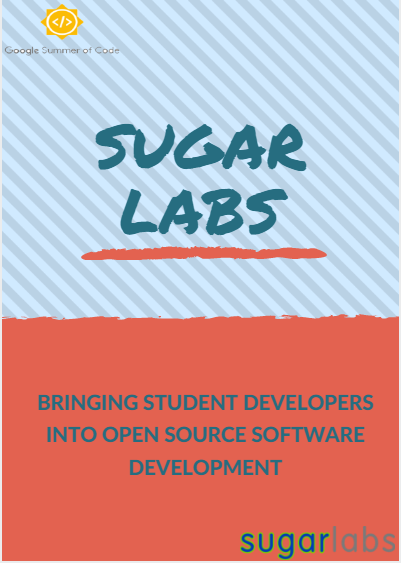 </>
Google Summer of Code
SUGAR
LABS
BRINGING STUDENT DEVELOPERS
INTO OPEN SOURCE SOFTWARE
DEVELOPMENT
sugarlabs